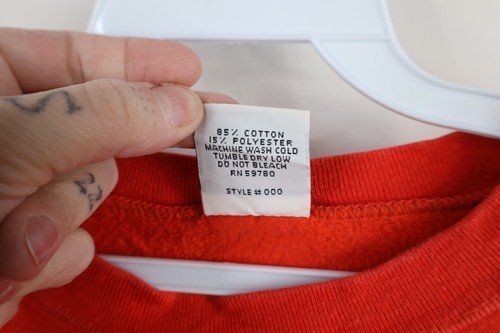 85% COTTON
15% POLYESTER
MACHINE WASH COLD
TUMBLE DRY LOW
DO NOT BLEACH
RN 59780
STYLE # 000